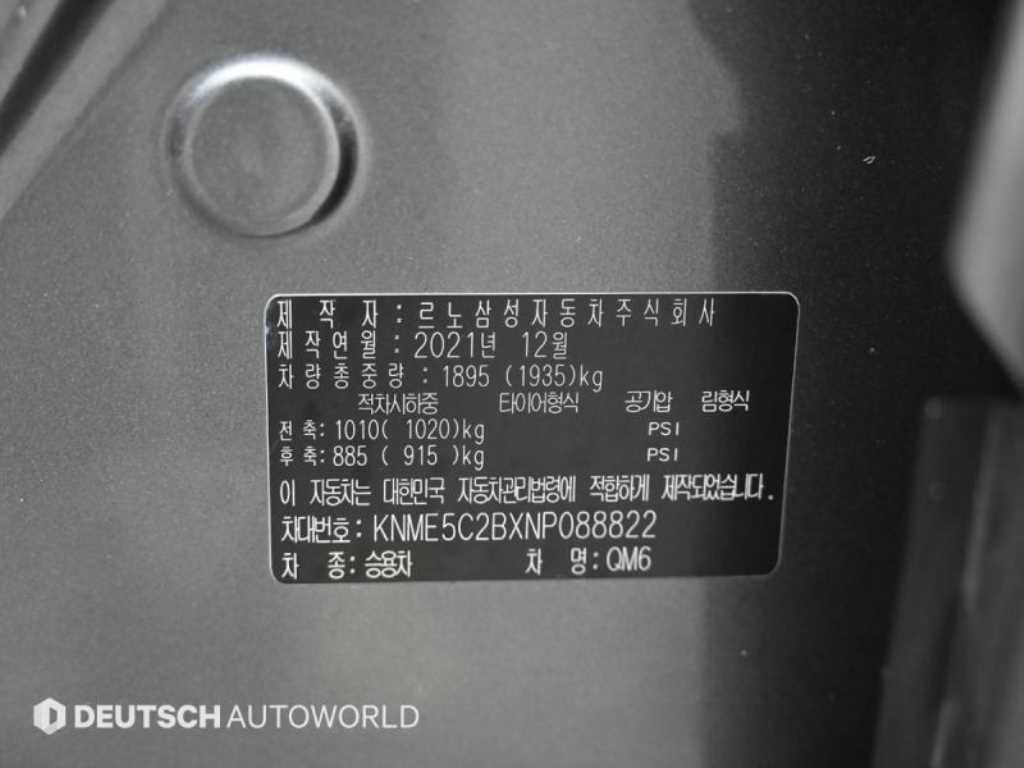 제 작 자 : 르노삼성자동차주식회사
제작연월 : 2021년 12월
차량총중량 : 1895 (1935)kg
적차시하중 타이어형식 공기압 림형식
전축: 1010( 1020)kg PSI
후축: 885 ( 915 )kg PSI
이 자동차는 대한민국 자동차관리법령에 적합하게 제작되었습니다.
차대번호: KNME5C2BXNP088822
차 종: 승용차 차 명: QM6
DEUTSCH AUTOWORLD